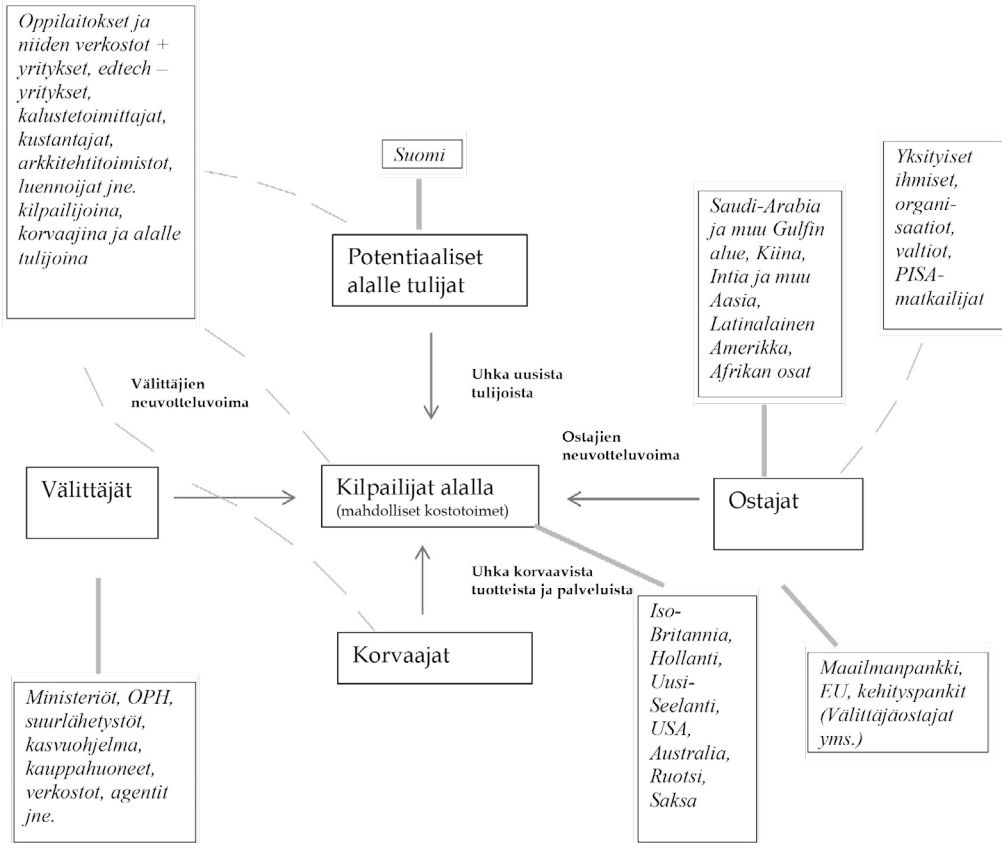 Oppilaitokset ja
niiden verkostot +
yritykset, edtech –
yritykset,
kalustetoimittajat,
kustantajat,
arkkitehtitoimistot,
luennoijat jne.
kilpailijoina,
korvaajina ja alalle
tulijoina
Suomi
Potentiaaliset
alalle tulijat
Saudi-Arabia
ja muu Gulfin
alue, Kiina,
Intia ja muu
Aasia,
Latinalainen
Amerikka,
Afrikan osat
Yksityiset
ihmiset,
organi-
saatiot,
valtiot,
PISA-
matkailijat
Välittäjien
neuvotteluvoima
Uhka uusista
tulijoista
Ostajien
neuvotteluvoima
Välittäjät
Kilpailijat alalla
(mahdolliset kostotoimet)
Ostajat
Uhka korvaavista
tuotteista ja palveluista
Korvaajat
Ministeriöt, OPH,
suurlähetystöt,
kasvuohjelma,
kauppahuoneet,
verkostot, agentit
jne.
Iso-
Britannia,
Hollanti,
Uusi-
Seelanti,
USA,
Australia,
Ruotsi,
Saksa
Maailmanpankki,
EU, kehityspankit
(Välittäjäostajat
yms.)